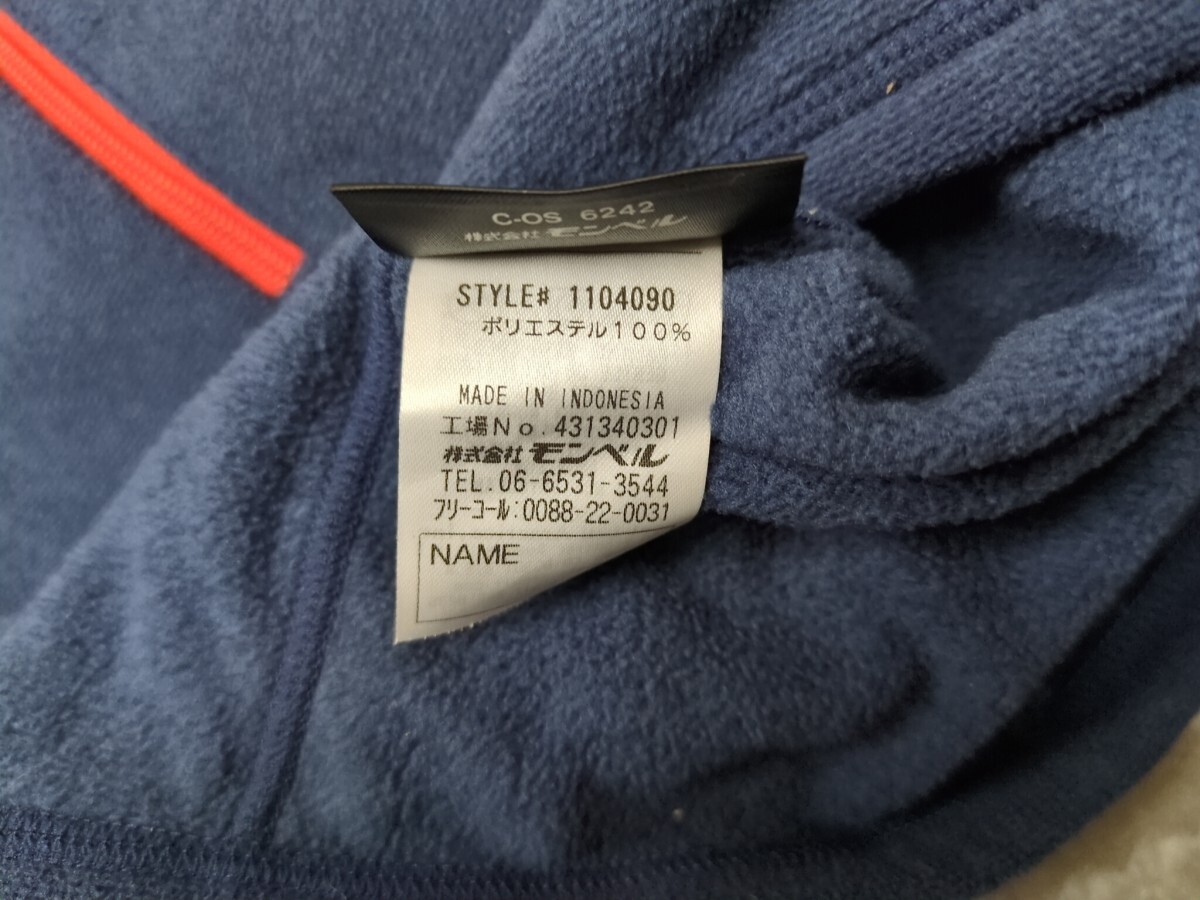 C-OS 6242
株式会社 モンベル
STYLE# 1104090
ポリエステル100%
MADE IN INDONESIA
工場No.431340301
株式会社 モンベル
TEL.06-6531-3544
フリーコール:0088-22-0031
NAME